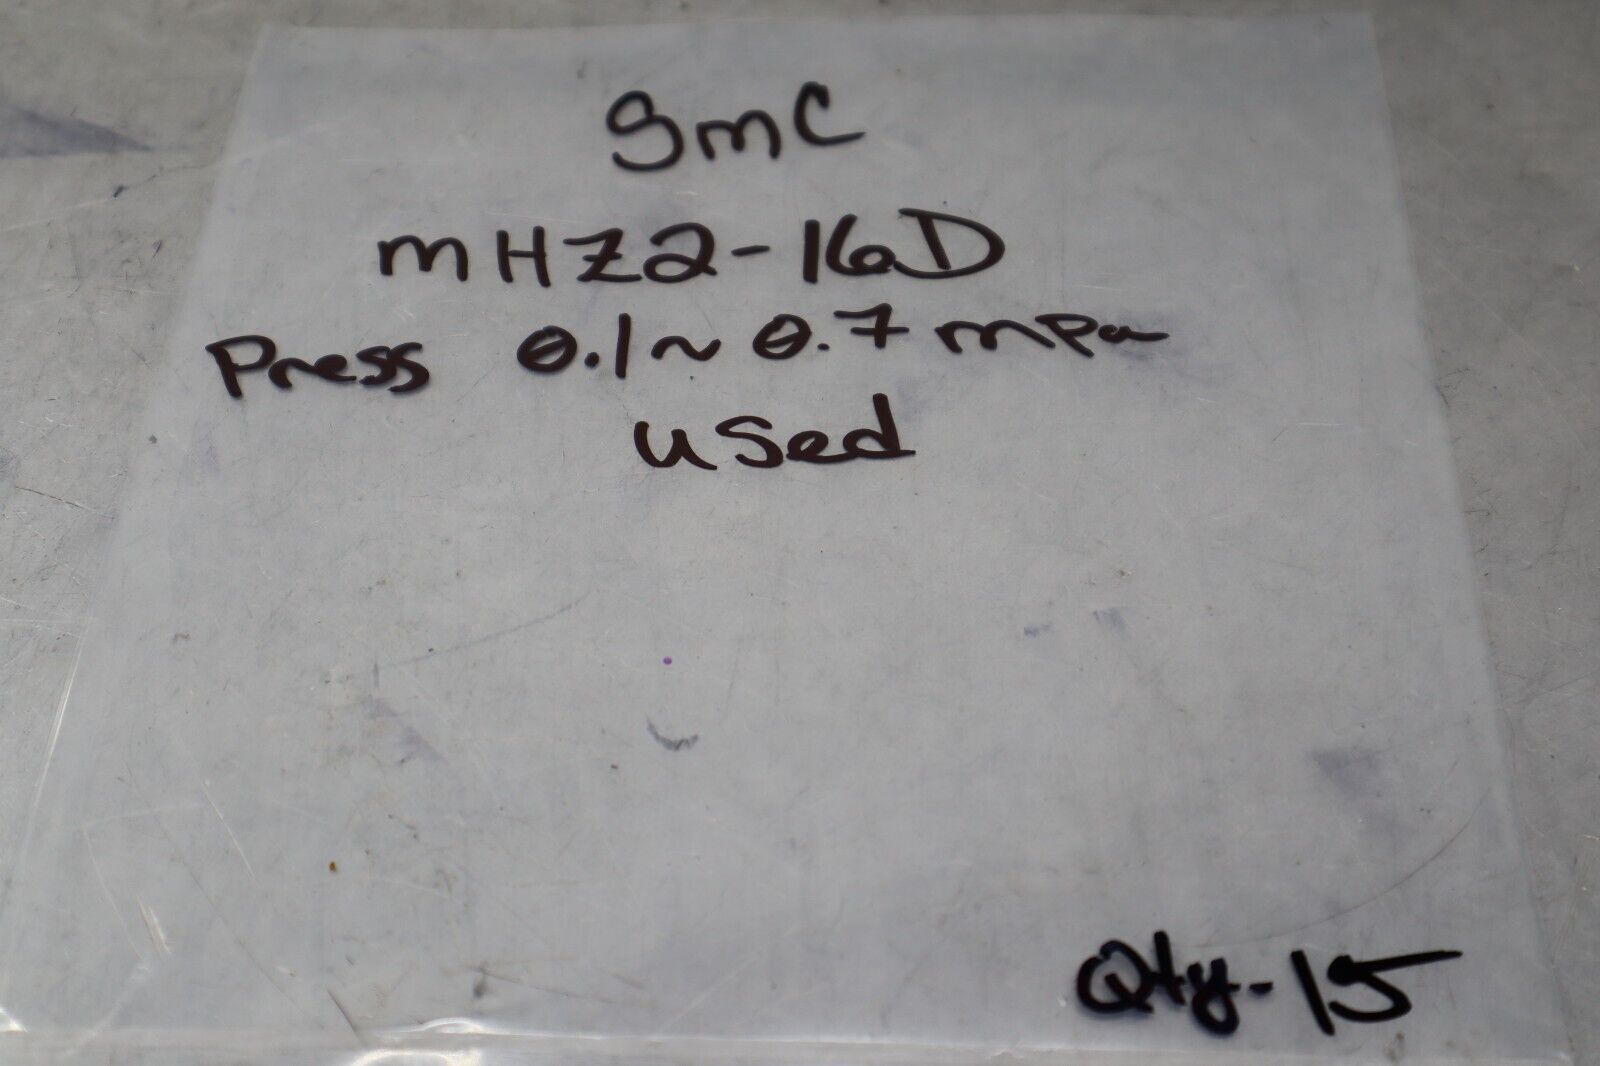 SMC
MHZ2-16D
Press 0.1~0.7 mpa
used
Qty-15